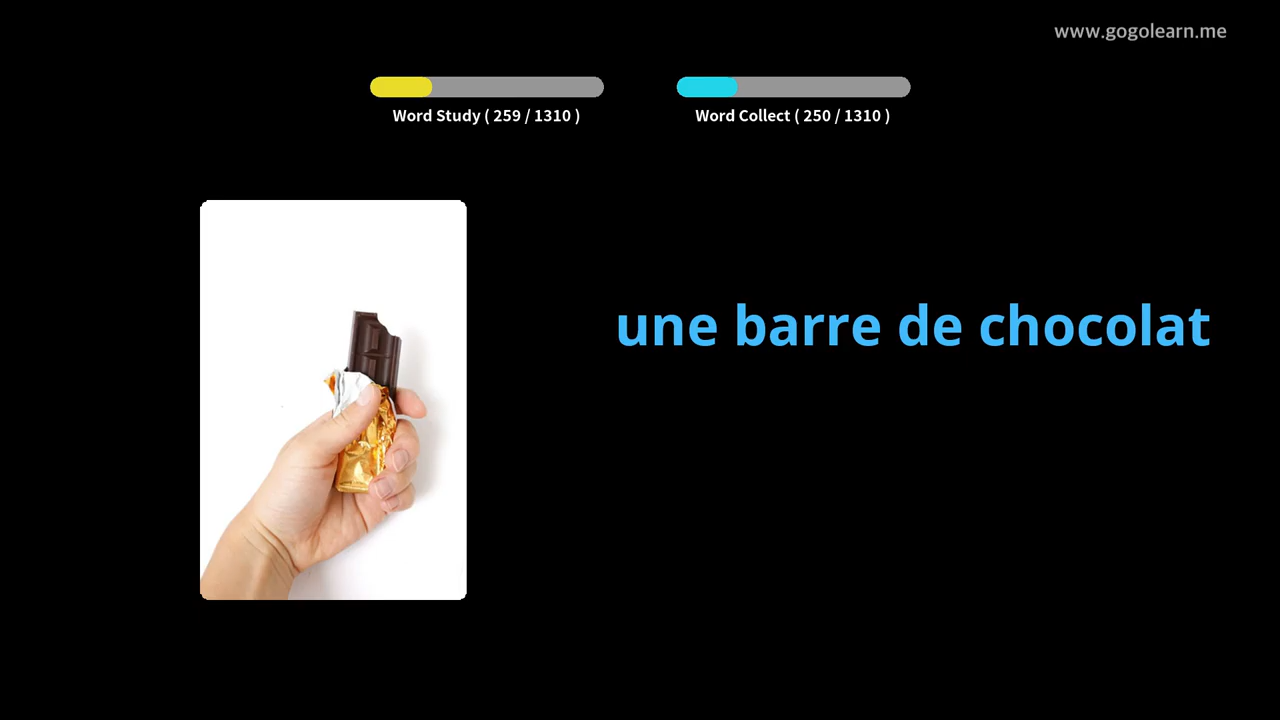 www.gogolearn.me
Word Study ( 259 / 1310 )
Word Collect ( 250 / 1310 )
une barre de chocolat